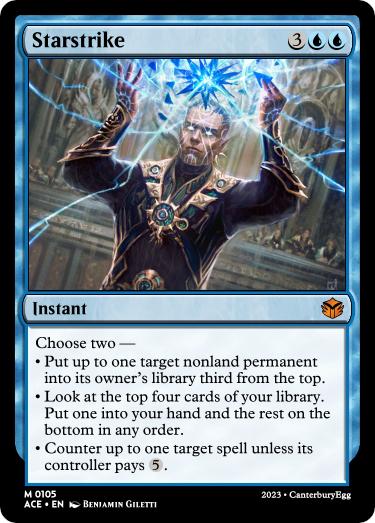 Starstrike 3
Instant
Choose two —
• Put up to one target nonland permanent
into its owner's library third from the top.
• Look at the top four cards of your library.
Put one into your hand and the rest on the
bottom in any order.
• Counter up to one target spell unless its
controller pays 5.
M 0105
ACE • EN Benjamin Giletti
2023 • CanterburyEgg